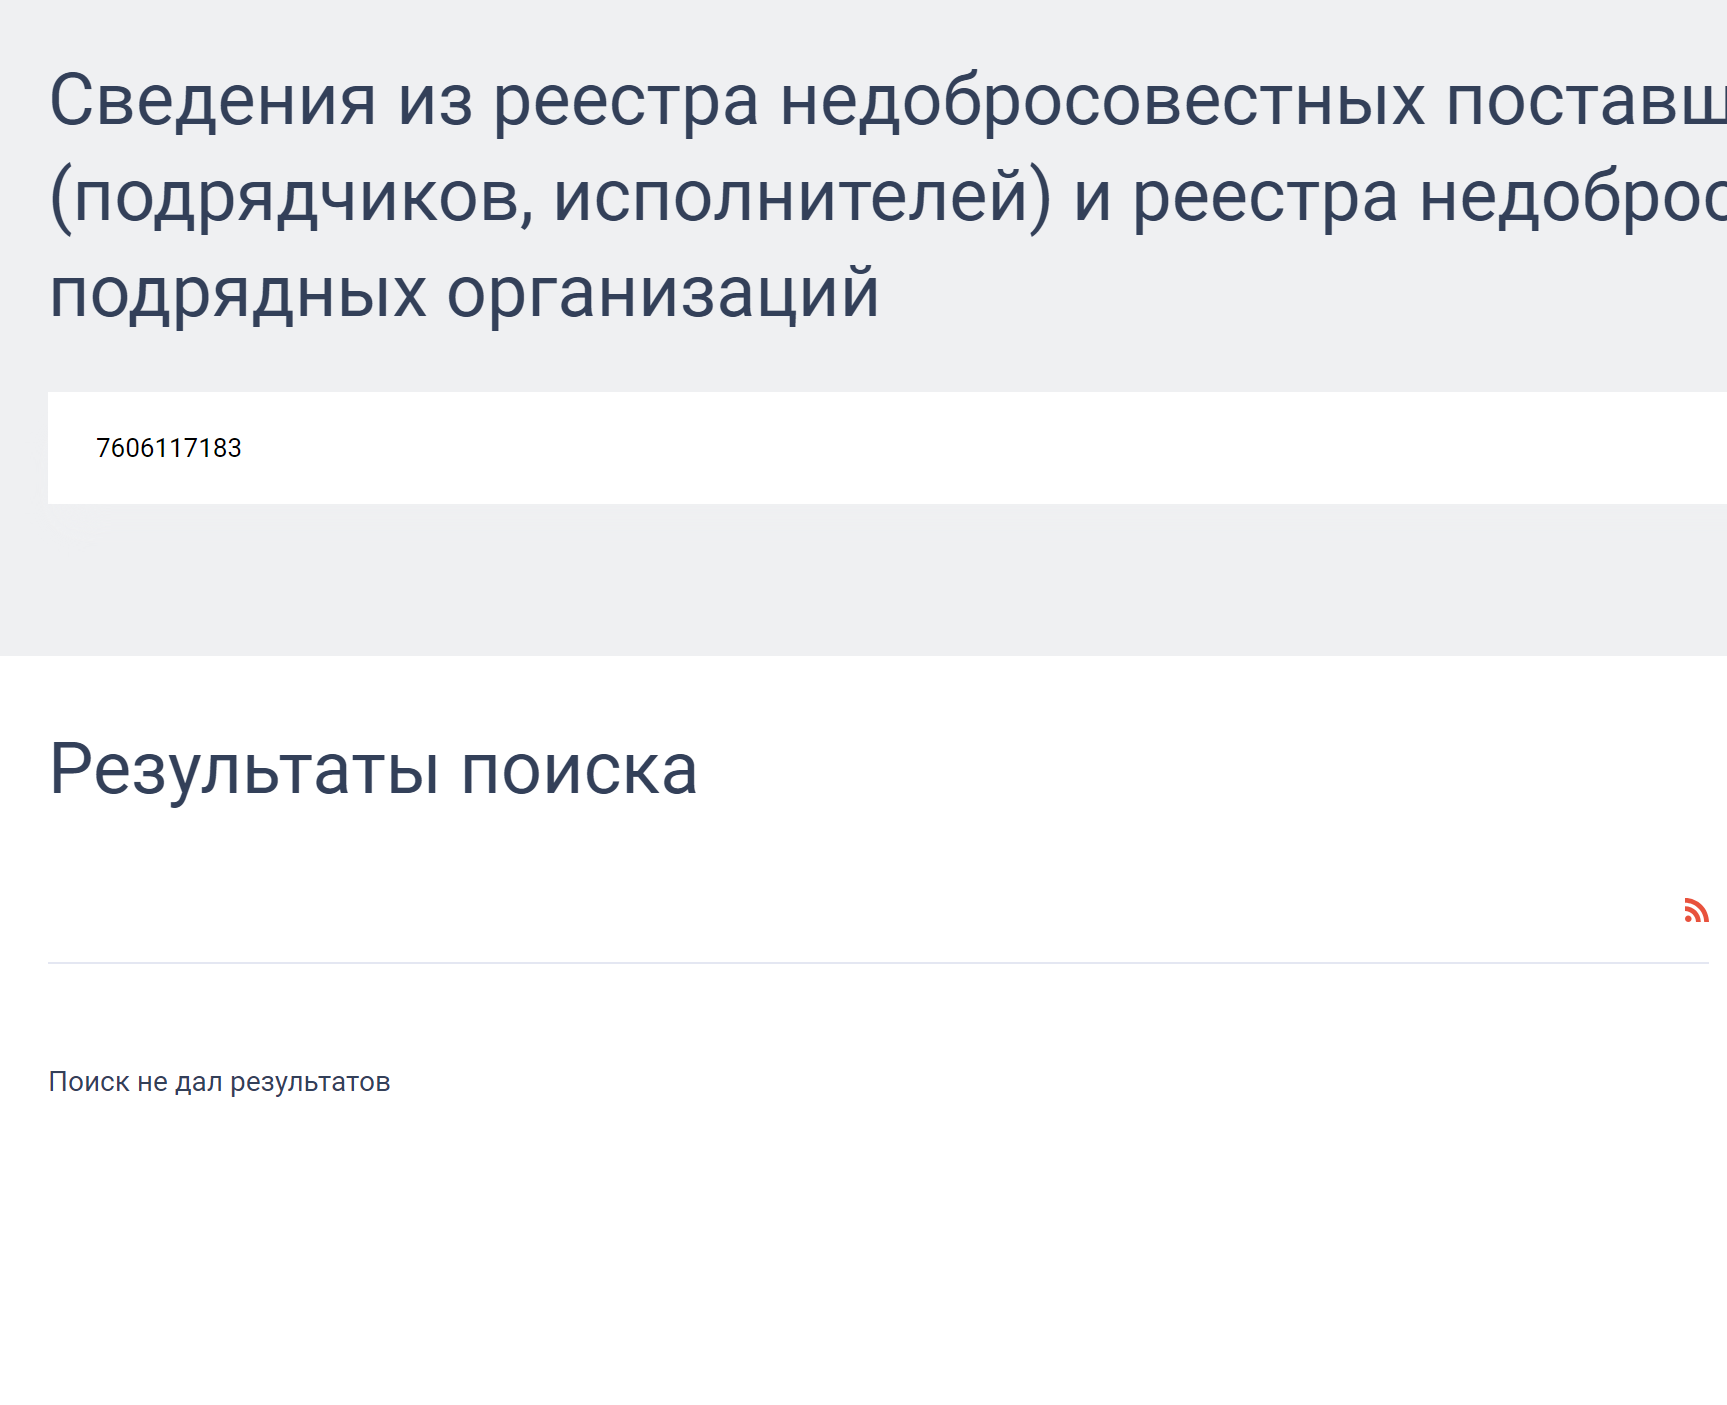 Сведения из реестра недобросовестных
(подрядчиков, исполнителей) и реестра
подрядных организаций
7606117183
Результаты поиска
Поиск не дал результатов